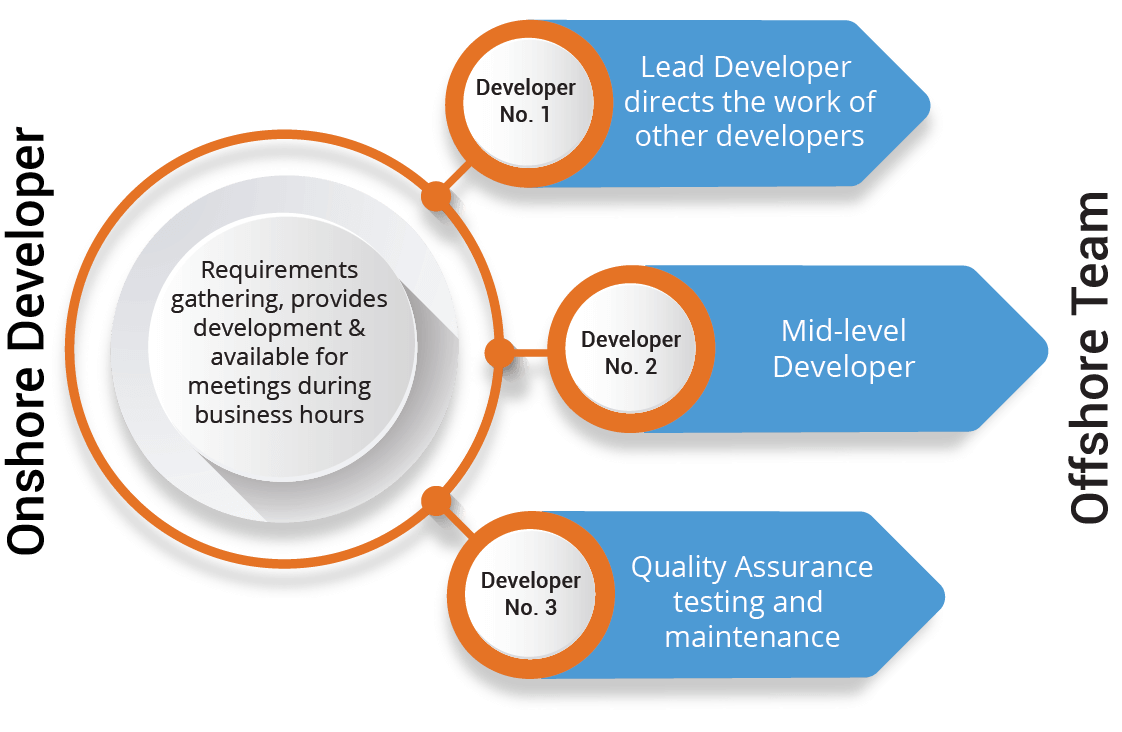 Onshore Developer
Requirements
gathering, provides
development &
available for
meetings during
business hours
Developer
No. 1
Lead Developer
directs the work of
other developers
Developer
No. 2
Mid-level
Developer
Developer
No. 3
Quality Assurance
testing and
maintenance
Offshore Team